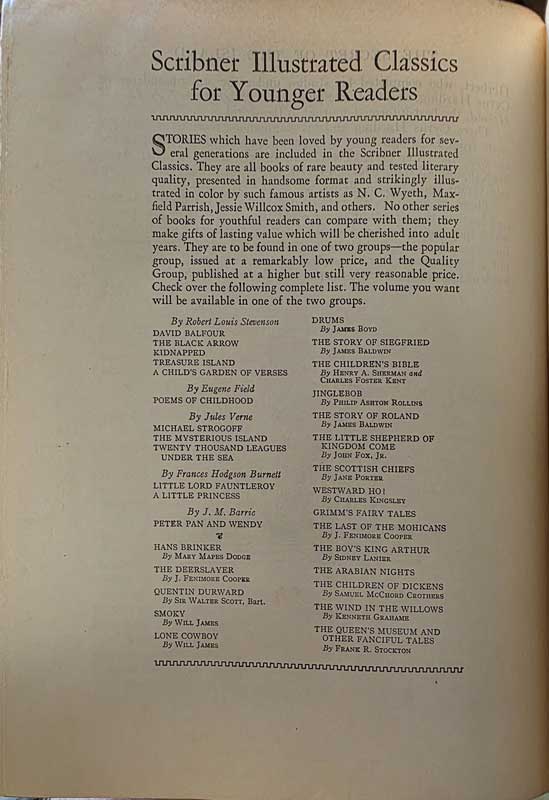 Scribner Illustrated Classics
for Younger Readers
STORIES which have been loved by young readers for sev-
eral generations are included in the Scribner Illustrated
Classics. They are all books of rare beauty and tested literary
quality, presented in handsome format and strikingly illus-
trated in color by such famous artists as N. C. Wyeth, Max-
field Parrish, Jessie Willcox Smith, and others. No other series
of books for youthful readers can compare with them; they
make gifts of lasting value which will be cherished into adult
years. They are to be found in one of two groups—the popular
group, issued at a remarkably low price, and the Quality
Group, published at a higher but still very reasonable price.
Check over the following complete list. The volume you want
will be available in one of the two groups.
By Robert Louis Stevenson
DAVID BALFOUR
THE BLACK ARROW
KIDNAPPED
TREASURE ISLAND
A CHILD'S GARDEN OF VERSES
By Eugene Field
POEMS OF CHILDHOOD
By Jules Verne
MICHAEL STROGOFF
THE MYSTERIOUS ISLAND
TWENTY THOUSAND LEAGUES
UNDER THE SEA
By Frances Hodgson Burnett
LITTLE LORD FAUNTLEROY
A LITTLE PRINCESS
By J. M. Barrie
PETER PAN AND WENDY
HANS BRINKER
By Mary Mapes Dodge
THE DEERSLAYER
By J. Fenimore Cooper
QUENTIN DURWARD
By Sir Walter Scott, Bart.
SMOKY
By Will James
LONE COWBOY
By Will James
DRUMS
By James Boyd
THE STORY OF SIEGFRIED
By James Baldwin
THE CHILDREN'S BIBLE
By Henry A. Sherman and
Charles Foster Kent
JINGLEBOB
By Philip Ashton Rollins
THE STORY OF ROLAND
By James Baldwin
THE LITTLE SHEPHERD OF
KINGDOM COME
By John Fox, Jr.
THE SCOTTISH CHIEFS
By Jane Porter
WESTWARD HO!
By Charles Kingsley
GRIMM'S FAIRY TALES
THE LAST OF THE MOHICANS
By J. Fenimore Cooper
THE BOY'S KING ARTHUR
By Sidney Lanier
THE ARABIAN NIGHTS
THE CHILDREN OF DICKENS
By Samuel McChord Crothers
THE WIND IN THE WILLOWS
By Kenneth Grahame
THE QUEEN'S MUSEUM AND
OTHER FANCIFUL TALES
By Frank R. Stockton